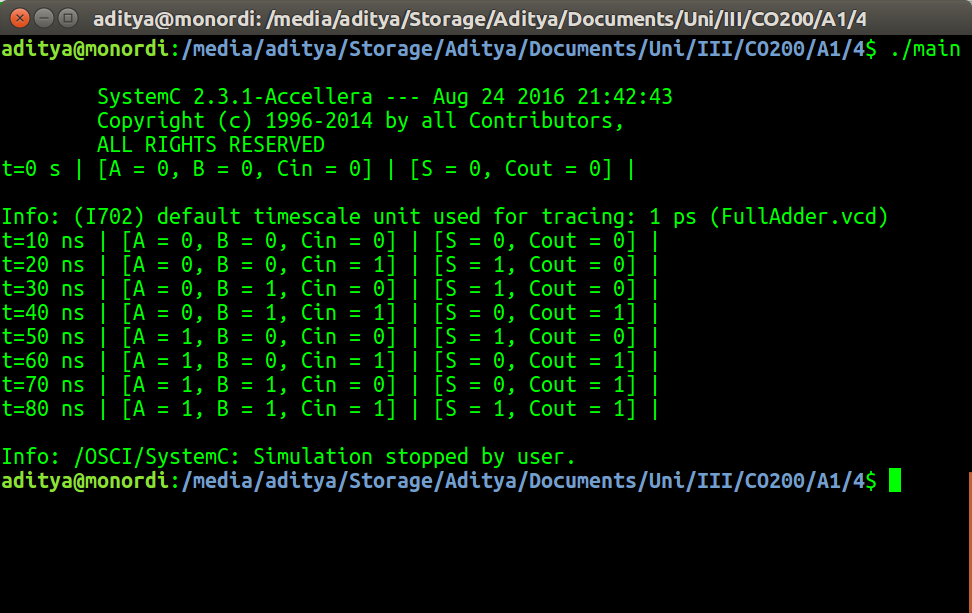 aditya@monordi: /media/aditya/Storage/Aditya/Documents/Uni/III/CO200/A1/4
aditya@monordi:/media/aditya/Storage/Aditya/Documents/Uni/III/CO200/A1/4$ ./main
SystemC 2.3.1-Accellera --- Aug 24 2016 21:42:43
Copyright (c) 1996-2014 by all Contributors,
ALL RIGHTS RESERVED
t=0 s | [A = 0, B = 0, Cin = 0] | [S = 0, Cout = 0] |
Info: (I702) default timescale unit used for tracing: 1 ps (FullAdder.vcd)
t=10 ns | [A = 0, B = 0, Cin = 0] | [S = 0, Cout = 0] |
t=20 ns | [A = 0, B = 0, Cin = 1] | [S = 1, Cout = 0] |
t=30 ns | [A = 0, B = 1, Cin = 0] | [S = 1, Cout = 0] |
t=40 ns | [A = 0, B = 1, Cin = 1] | [S = 0, Cout = 1] |
t=50 ns | [A = 1, B = 0, Cin = 0] | [S = 1, Cout = 0] |
t=60 ns | [A = 1, B = 0, Cin = 1] | [S = 0, Cout = 1] |
t=70 ns | [A = 1, B = 1, Cin = 0] | [S = 0, Cout = 1] |
t=80 ns | [A = 1, B = 1, Cin = 1] | [S = 1, Cout = 1] |
Info: /OSCI/SystemC: Simulation stopped by user.
aditya@monordi:/media/aditya/Storage/Aditya/Documents/Uni/III/CO200/A1/4$